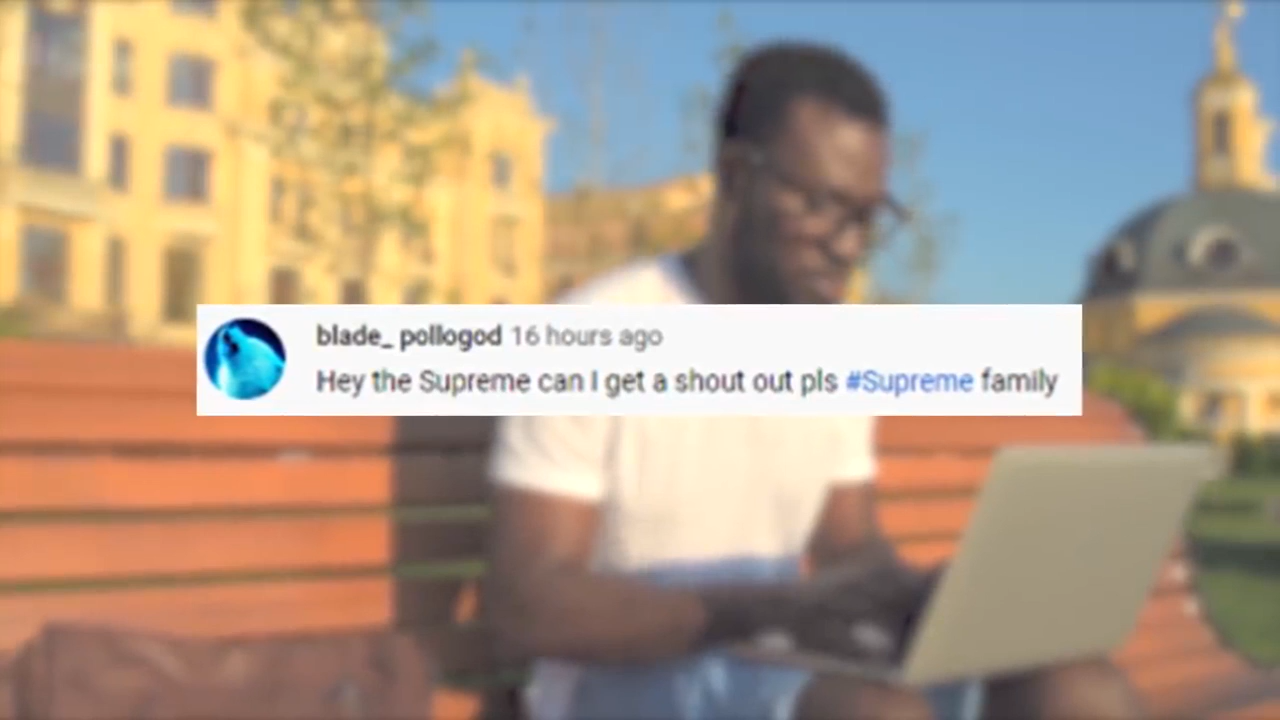 blade_ pollogod 16 hours ago
Hey the Supreme can I get a shout out pls #Supreme family